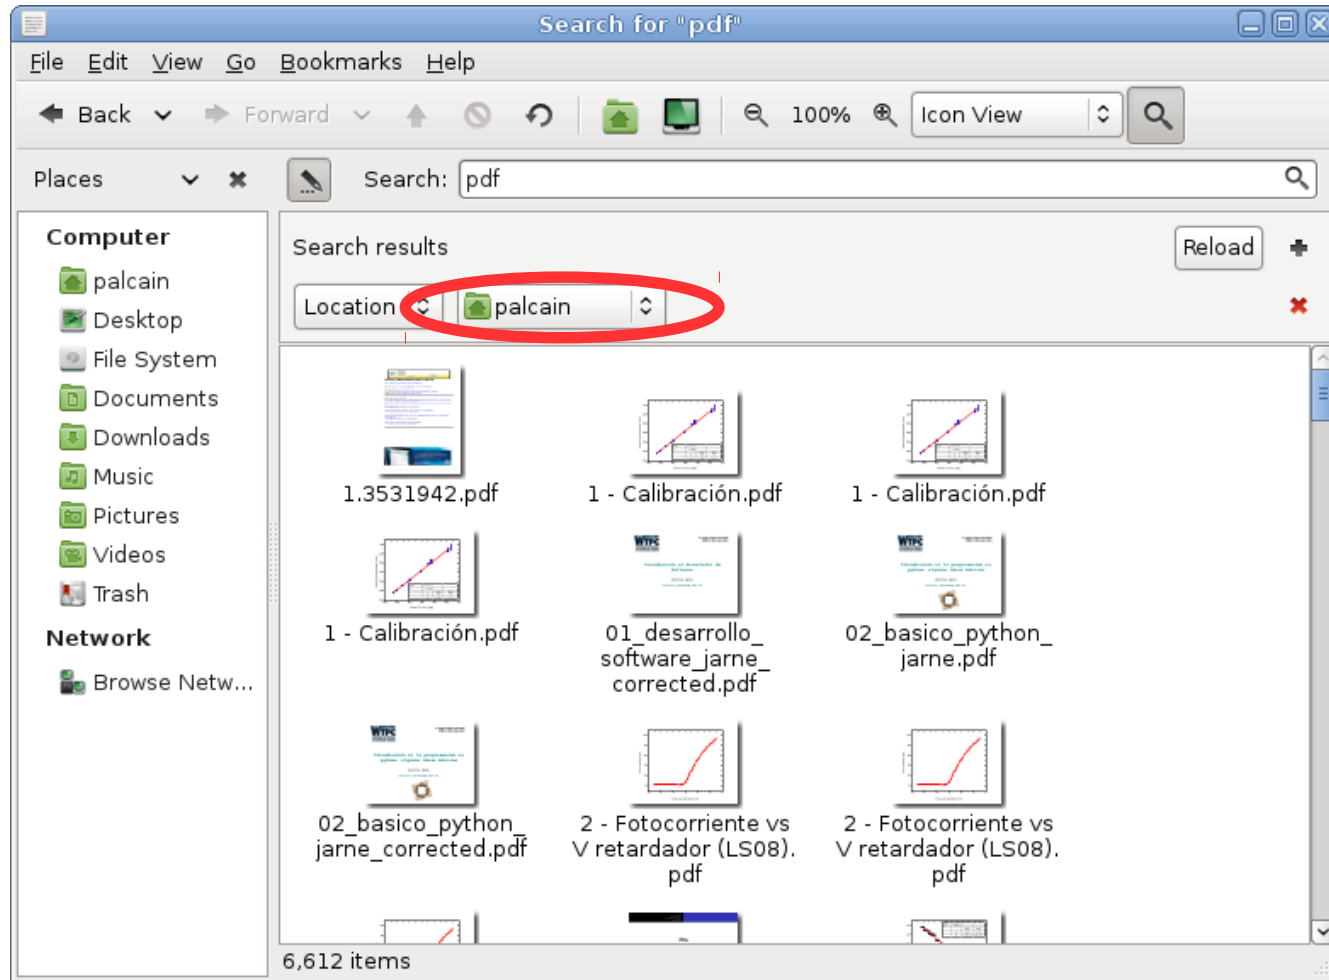 Search for "pdf"
File Edit View Go Bookmarks Help
Back Forward 100% Icon View
Places Search: pdf
Computer
palcain
Desktop
File System
Documents
Downloads
Music
Pictures
Videos
Trash
Network
Browse Netw...
Search results Reload
Location palcain
1.3531942.pdf 1 - Calibración.pdf 1 - Calibración.pdf
WTPC WTPC
1 - Calibración.pdf 01_desarrollo_ 02_basico_python_
software_jarne_ jarne.pdf
corrected.pdf
WTPC
02_basico_python_ 2 - Fotocorriente vs 2 - Fotocorriente vs
jarne_corrected.pdf V retardador (LS08). V retardador (LS08).
pdf pdf
6,612 items